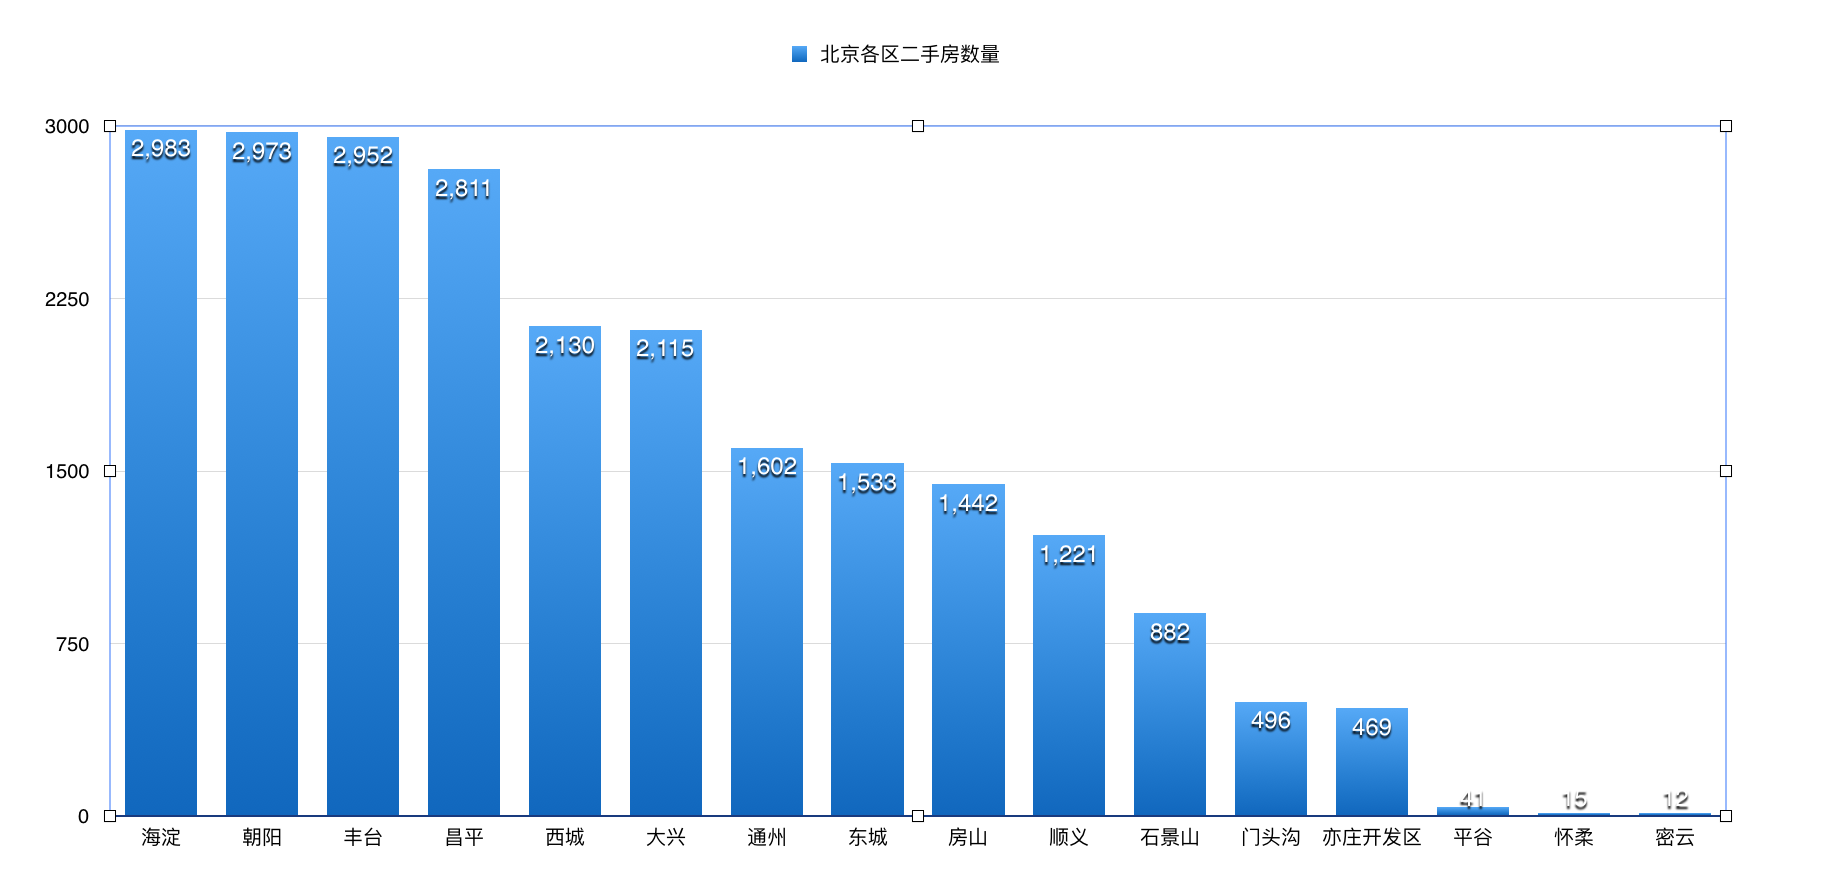 北京各区二手房数量
3000
2250
1500
750
0
2,983
2,973
2,952
2,811
2,130
2,115
1,602
1,533
1,442
1,221
882
496
469
41
15
12
海淀
朝阳
丰台
昌平
西城
大兴
通州
东城
房山
顺义
石景山
门头沟
亦庄开发区
平谷
怀柔
密云